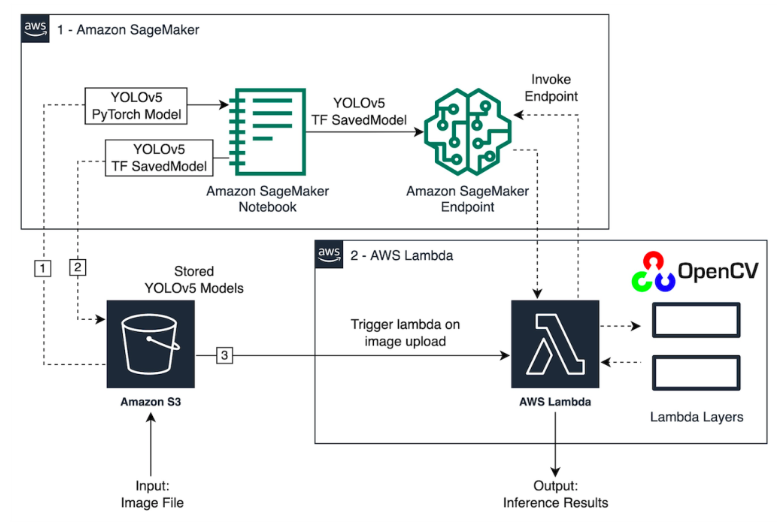 aws
1 - Amazon SageMaker
YOLOv5
PyTorch Model
YOLOv5
TF SavedModel
YOLOv5
TF SavedModel
Invoke
Endpoint
Amazon SageMaker
Notebook
Amazon SageMaker
Endpoint
1
2
Stored
YOLOv5 Models
aws
2 - AWS Lambda
OpenCV
3
Trigger lambda on
image upload
Amazon S3
AWS Lambda
Lambda Layers
Input:
Image File
Output:
Inference Results